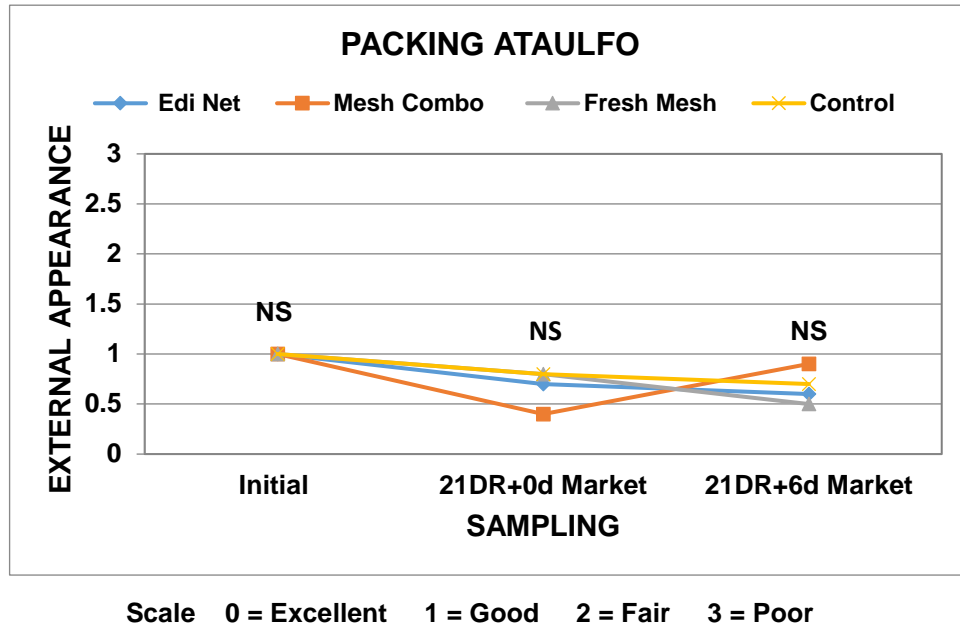 PACKING ATAULFO
Edi Net Mesh Combo Fresh Mesh Control
EXTERNAL APPEARANCE
3
2.5
2
1.5
1
0.5
0
NS NS NS
Initial 21DR+0d Market 21DR+6d Market
SAMPLING
Scale 0 = Excellent 1 = Good 2 = Fair 3 = Poor